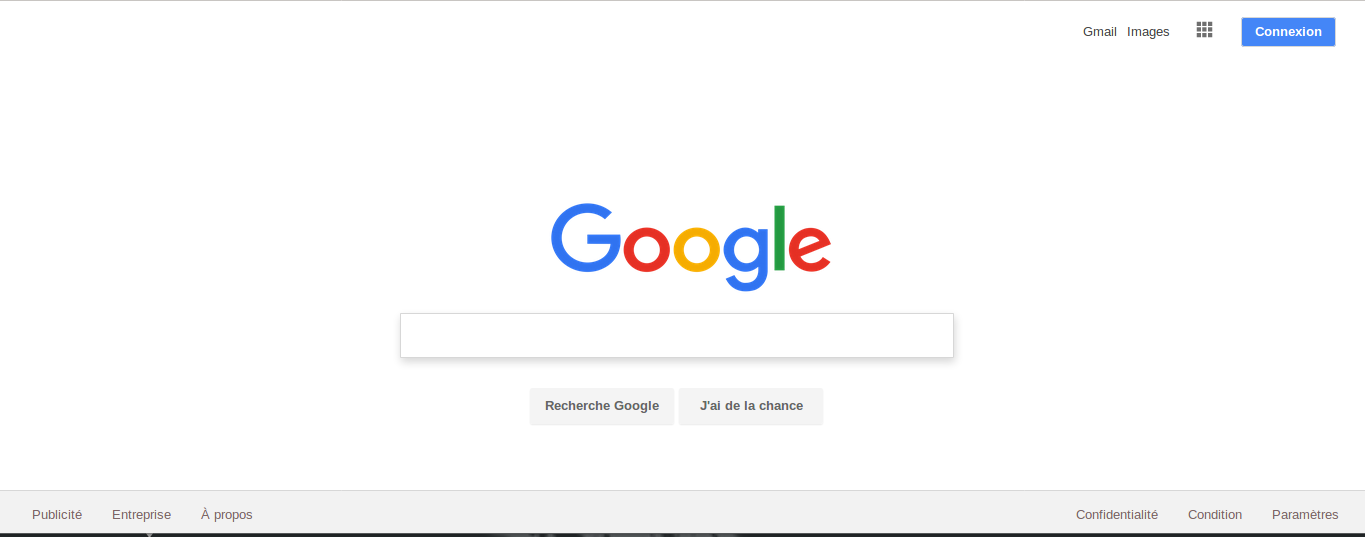 Gmail Images Connexion
Google
Recherche Google J'ai de la chance
Publicité Entreprise À propos Confidentialité Condition Paramètres